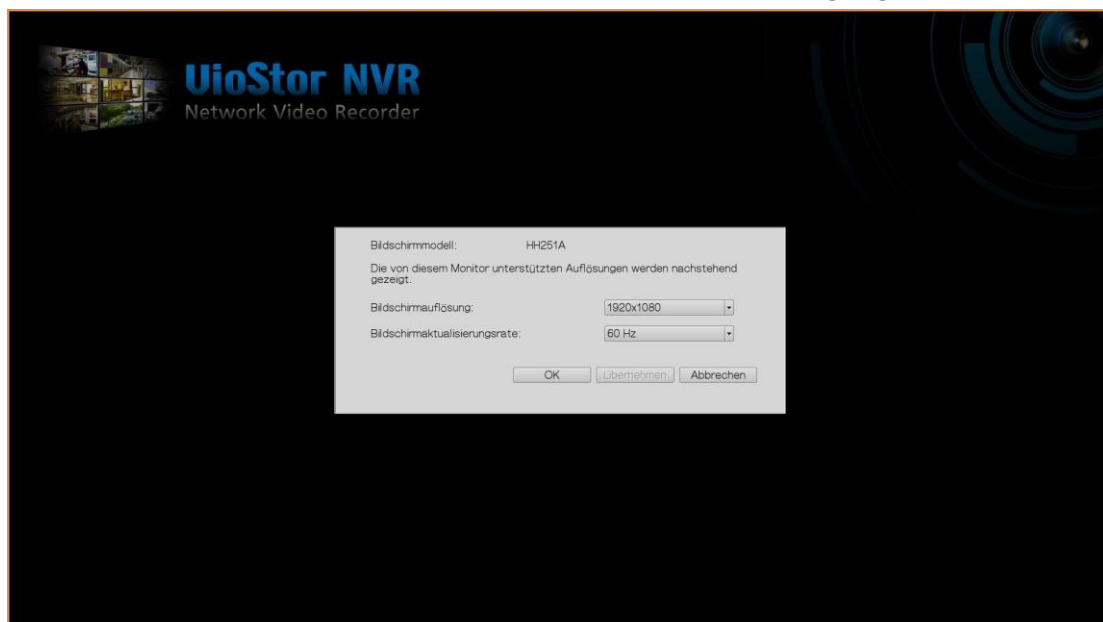 VioStor NVR
Network Video Recorder
Bildschirmmodell: HH251A
Die von diesem Monitor unterstützten Auflösungen werden nachstehend
gezeigt.
Bildschirmauflösung: 1920x1080
Bildschirmaktualisierungsrate: 60 Hz
OK Übernehmen Abbrechen